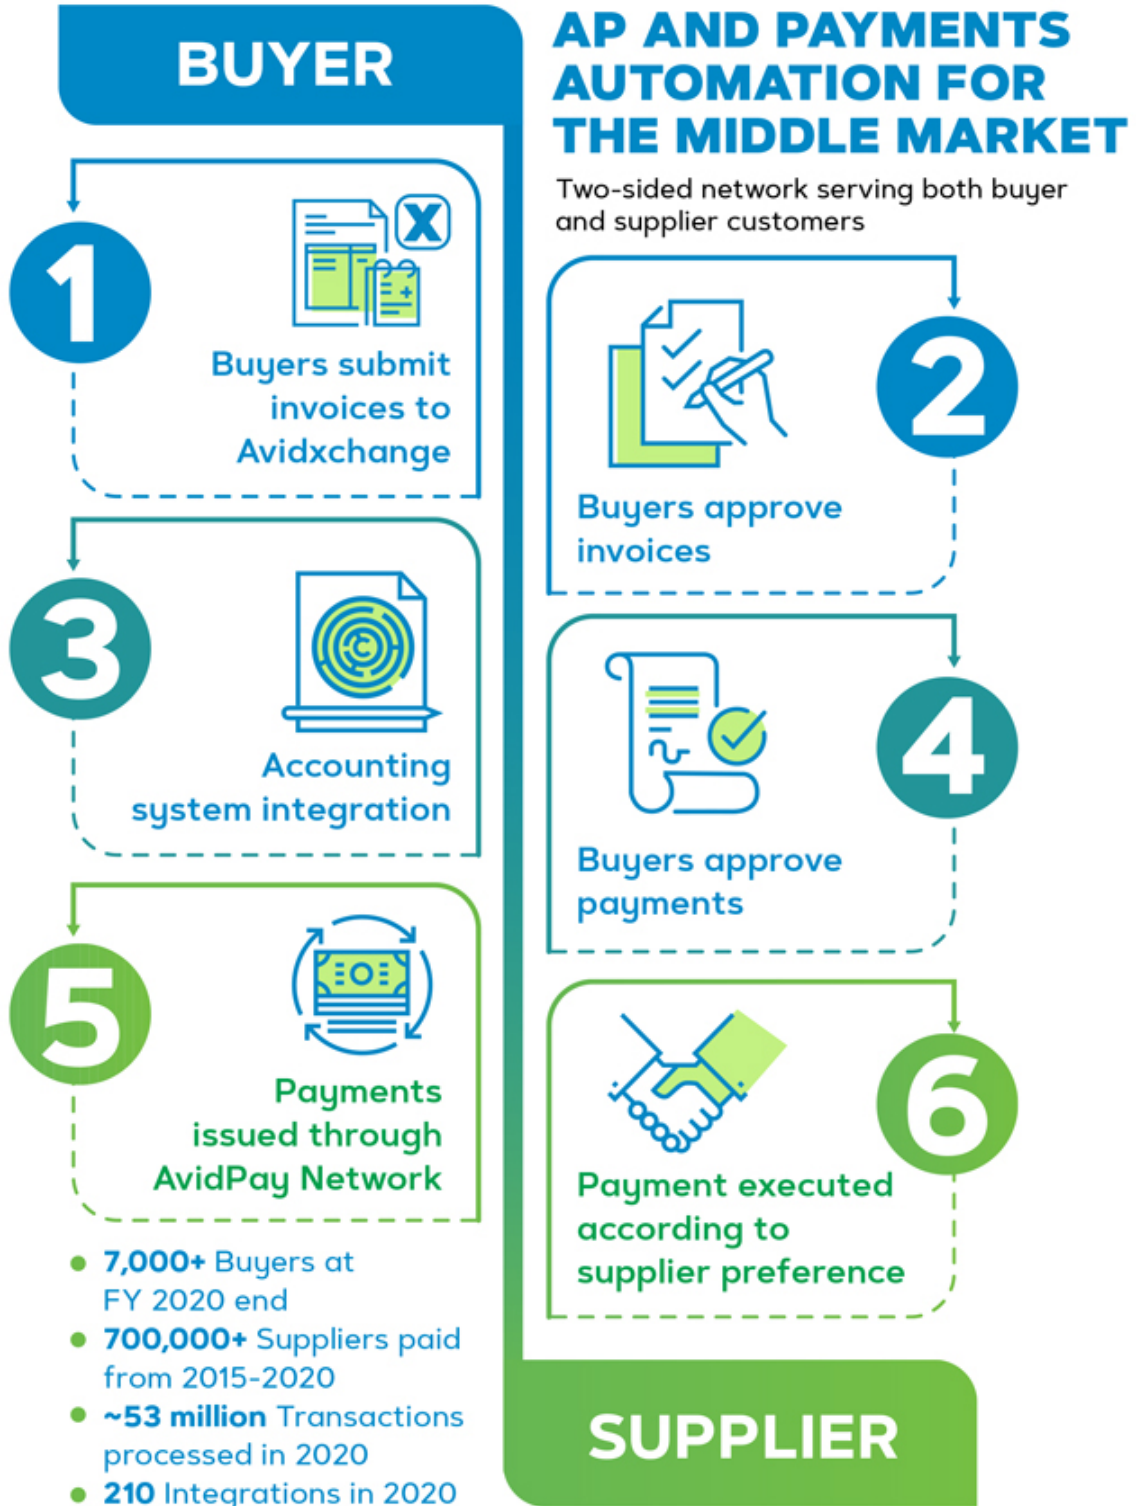 BUYER
AP AND PAYMENTS
AUTOMATION FOR
THE MIDDLE MARKET
Two-sided network serving both buyer
and supplier customers
1
X
Buyers submit
invoices to
Avidxchange
2
Buyers approve
invoices
3
Accounting
system integration
4
Buyers approve
payments
5
Payments
issued through
AvidPay Network
6
Payment executed
according to
supplier preference
7,000+ Buyers at
FY 2020 end
700,000+ Suppliers paid
from 2015-2020
~53 million Transactions
processed in 2020
210 Integrations in 2020
SUPPLIER